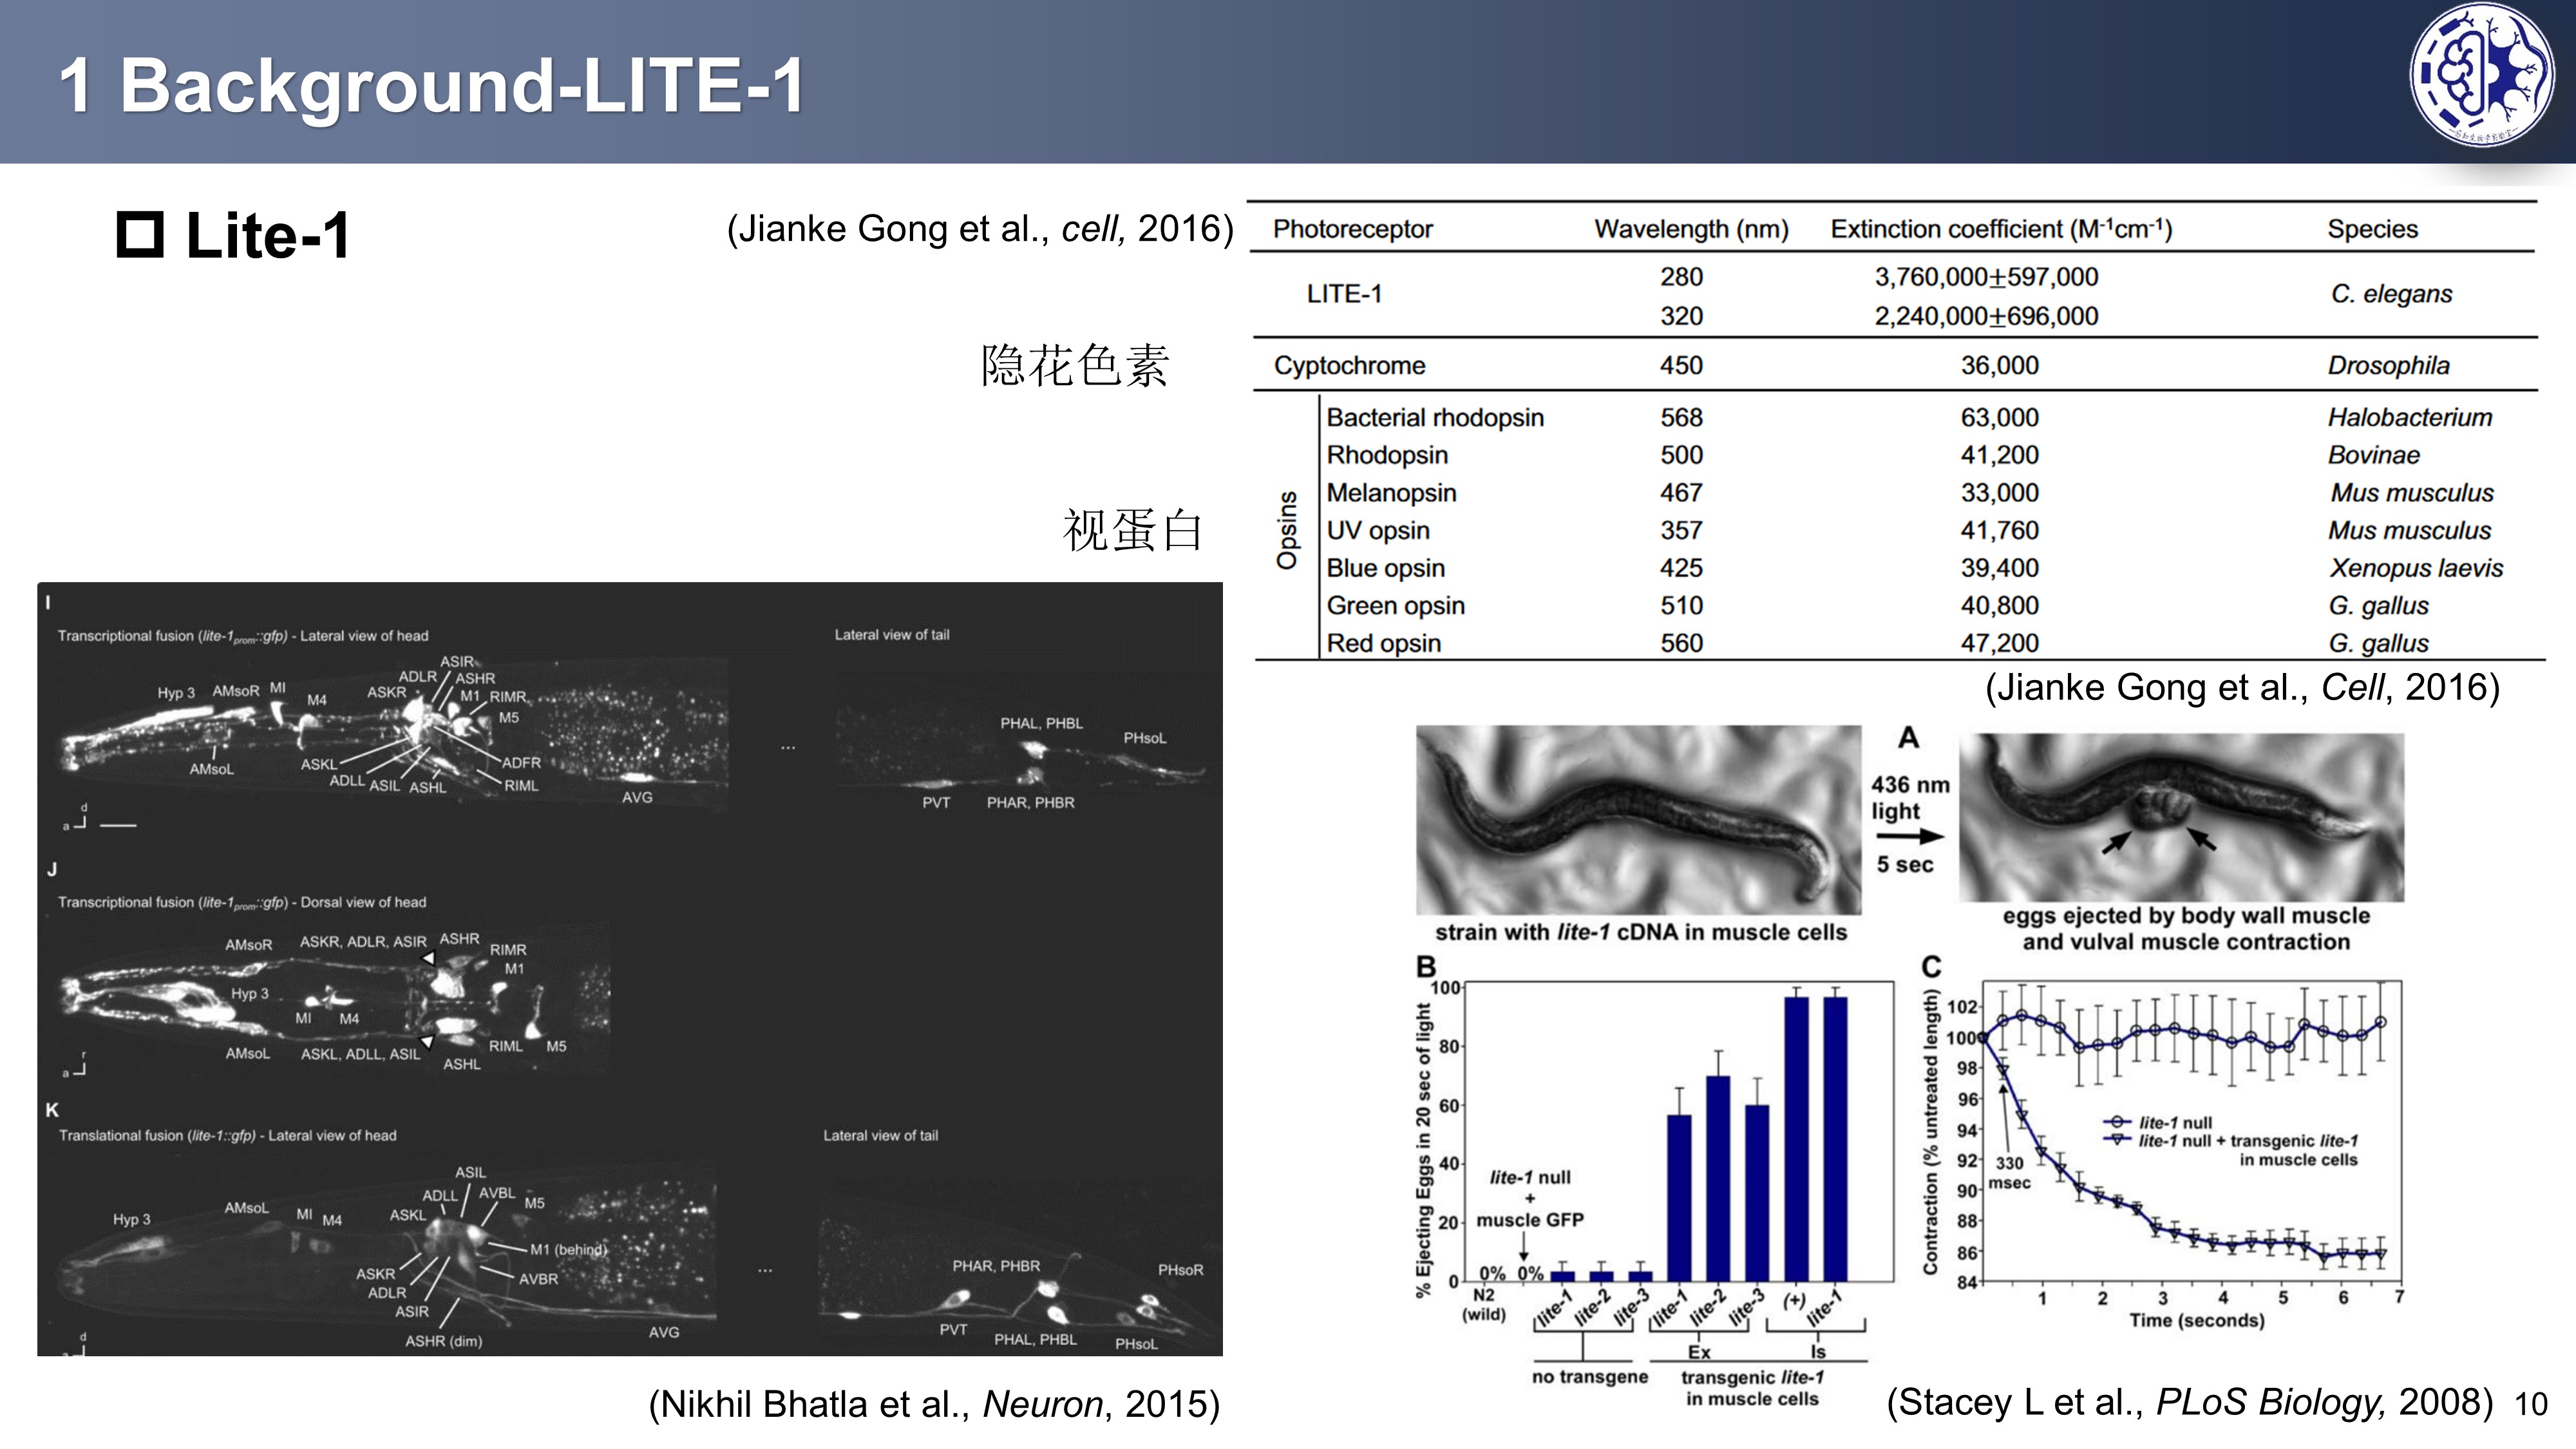 1 Background-LITE-1
Lite-1
(Jianke Gong et al., cell, 2016)
隐花色素
视蛋白
Photoreceptor Wavelength (nm) Extinction coefficient (M-1cm-1) Species
LITE-1 280 3,760,000±597,000 C. elegans
320 2,240,000±696,000
Cyptochrome 450 36,000 Drosophila
Opsins
Bacterial rhodopsin 568 63,000 Halobacterium
Rhodopsin 500 41,200 Bovinae
Melanopsin 467 33,000 Mus musculus
UV opsin 357 41,760 Mus musculus
Blue opsin 425 39,400 Xenopus laevis
Green opsin 510 40,800 G. gallus
Red opsin 560 47,200 G. gallus
(Jianke Gong et al., Cell, 2016)
I
Transcriptional fusion (lite-1prom::gfp) - Lateral view of head
Lateral view of tail
ASIR
ADLR ASHR
Hyp 3 AMsoR MI M4 ASKR M1 RIMR
M5
AMsoL ASKL ADFR
ADLL ASIL ASHL RIML
AVG
...
PHAL, PHBL
PHsoL
PVT PHAR, PHBR
d
a
J
Transcriptional fusion (lite-1prom::gfp) - Dorsal view of head
AMsoR ASKR, ADLR, ASIR ASHR
RIMR
M1
Hyp 3
MI M4
RIML M5
AMsoL ASKL, ADLL, ASIL
ASHL
r
a
K
Translational fusion (lite-1::gfp) - Lateral view of head
Lateral view of tail
ASIL
ADLL AVBL M5
Hyp 3 AMsoL MI M4 ASKL
M1 (behind)
ASKR AVBR
ADLR
ASIR
ASHR (dim)
AVG
...
PHAR, PHBR PHsoR
PVT PHAL, PHBL PHsoL
d
a
(Nikhil Bhatla et al., Neuron, 2015)
A
436 nm
light
5 sec
strain with lite-1 cDNA in muscle cells
eggs ejected by body wall muscle
and vulval muscle contraction
B
% Ejecting Eggs in 20 sec of light
100
80
60
40
20
0
lite-1 null
+
muscle GFP
0% 0%
N2
(wild)
lite-1 lite-2 lite-3 lite-1 lite-2 lite-3 (+) lite-1
Ex Is
no transgene
transgenic lite-1
in muscle cells
C
Contraction (% untreated length)
102
100
98
96
94
92
90
88
86
84
330
msec
lite-1 null
lite-1 null + transgenic lite-1
in muscle cells
1 2 3 4 5 6 7
Time (seconds)
(Stacey L et al., PLoS Biology, 2008)
10